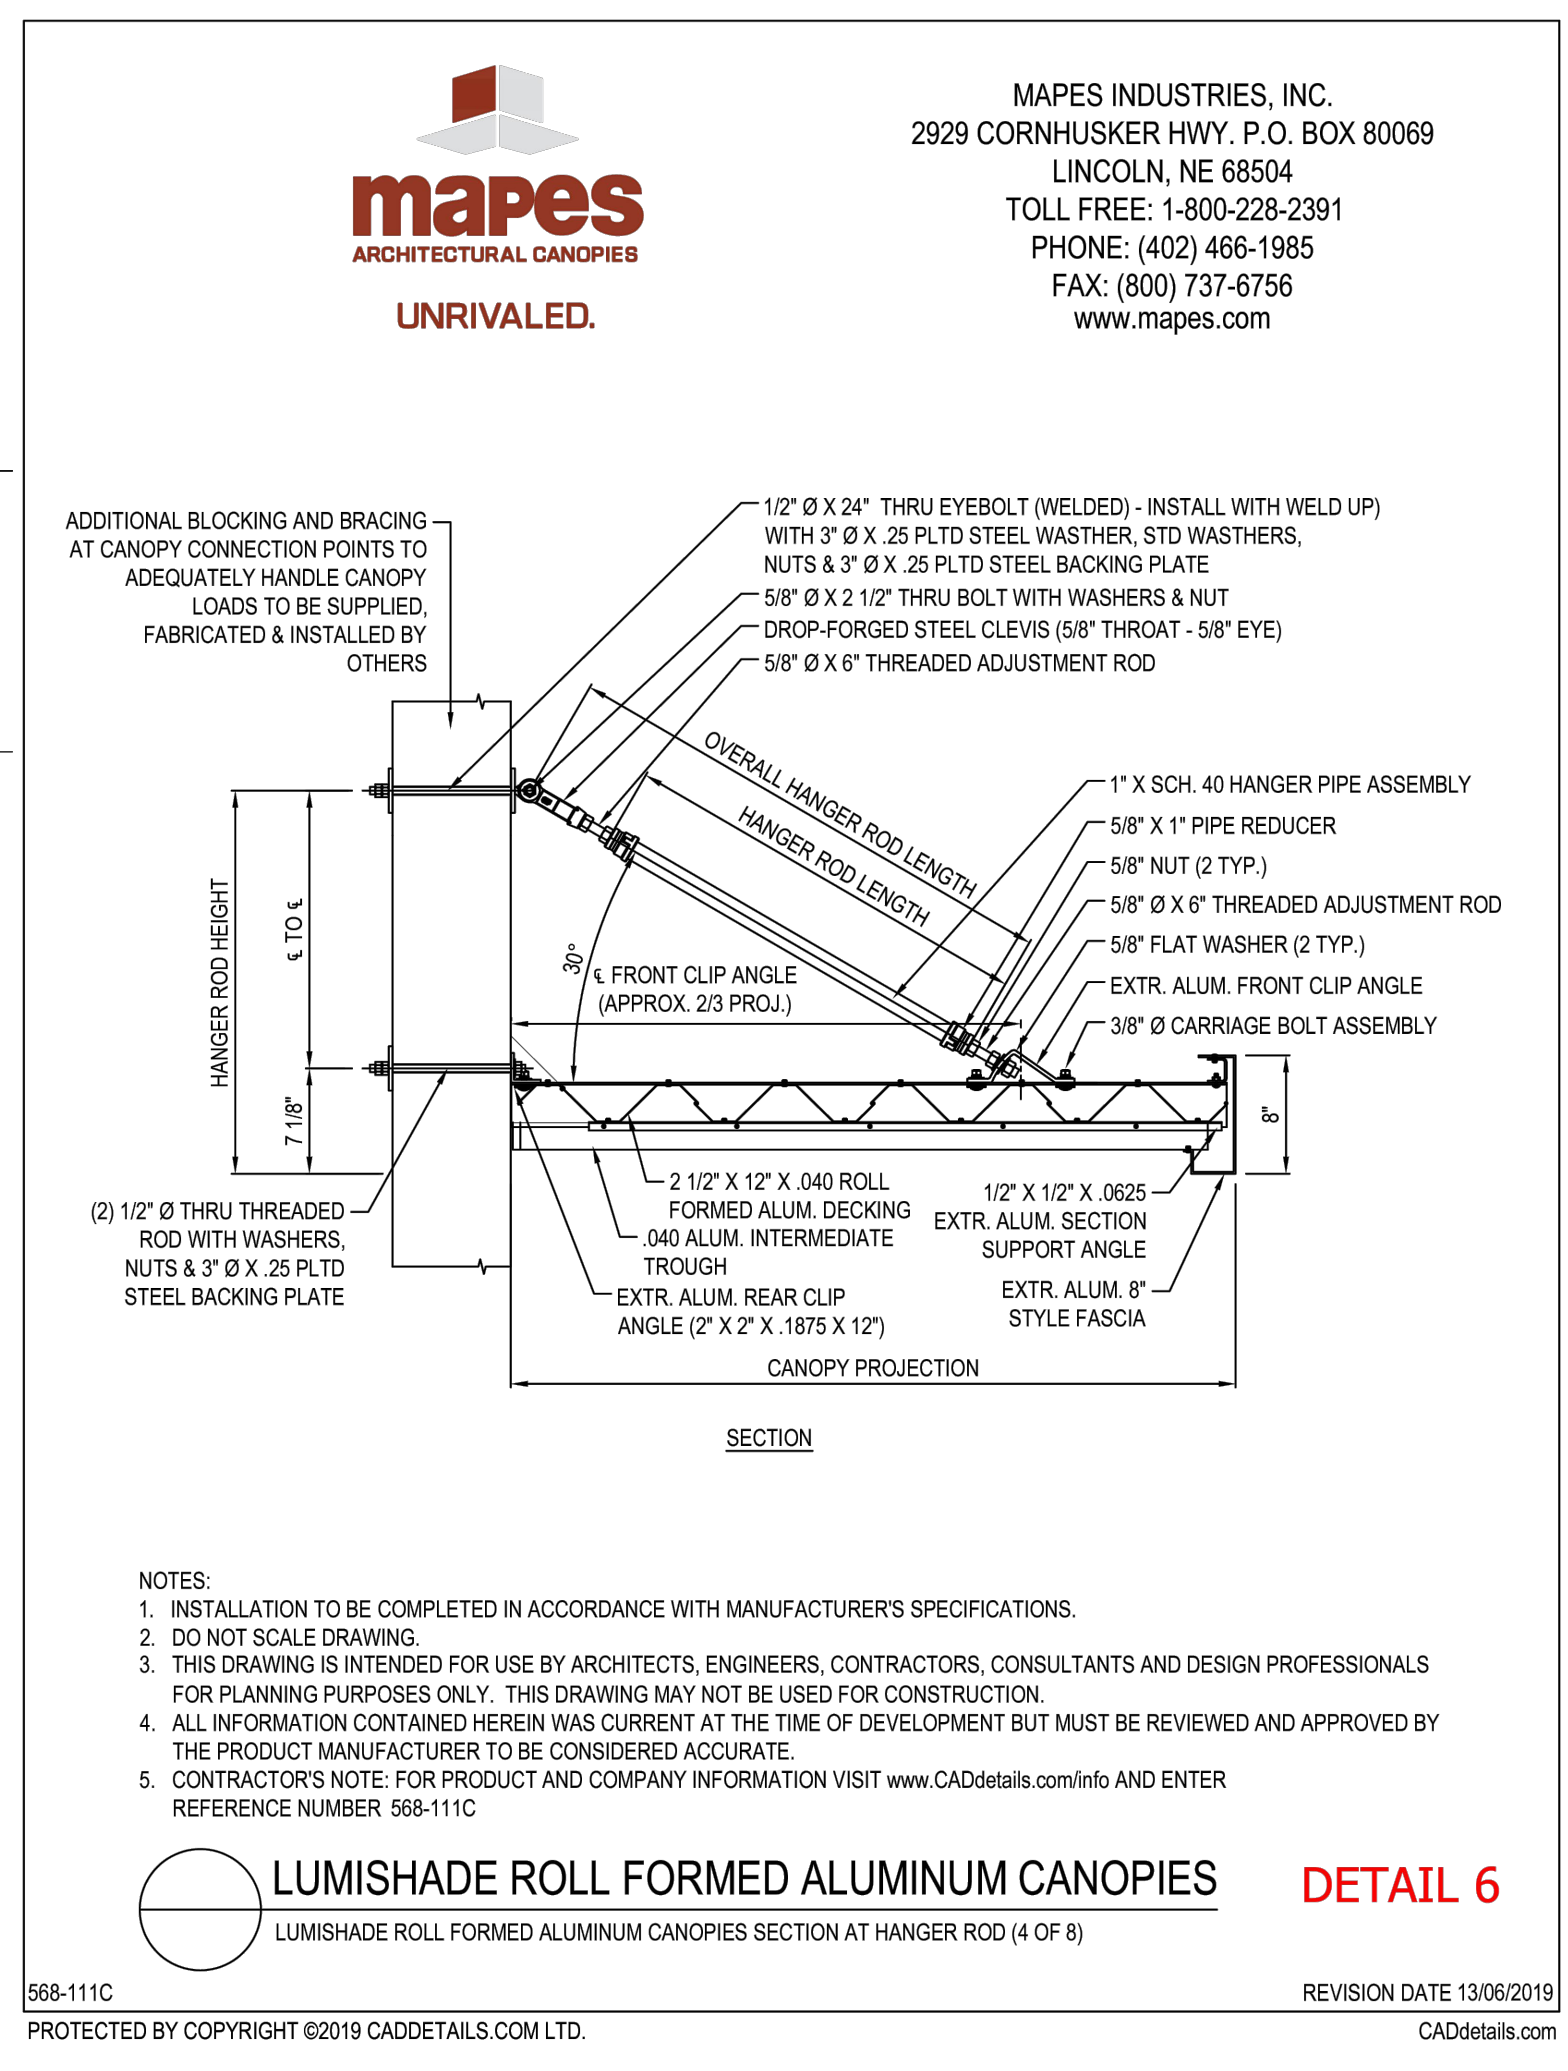 mapes
ARCHITECTURAL CANOPIES
UNRIVALED.
MAPES INDUSTRIES, INC.
2929 CORNHUSKER HWY. P.O. BOX 80069
LINCOLN, NE 68504
TOLL FREE: 1-800-228-2391
PHONE: (402) 466-1985
FAX: (800) 737-6756
www.mapes.com
ADDITIONAL BLOCKING AND BRACING
AT CANOPY CONNECTION POINTS TO
ADEQUATELY HANDLE CANOPY
LOADS TO BE SUPPLIED,
FABRICATED & INSTALLED BY
OTHERS
1/2" Ø X 24" THRU EYEBOLT (WELDED) - INSTALL WITH WELD UP)
WITH 3" Ø X .25 PLTD STEEL WASTHER, STD WASTHERS,
NUTS & 3" Ø X .25 PLTD STEEL BACKING PLATE
5/8" Ø X 2 1/2" THRU BOLT WITH WASHERS & NUT
DROP-FORGED STEEL CLEVIS (5/8" THROAT - 5/8" EYE)
5/8" Ø X 6" THREADED ADJUSTMENT ROD
OVERALL HANGER ROD LENGTH
HANGER ROD LENGTH
1" X SCH. 40 HANGER PIPE ASSEMBLY
5/8" X 1" PIPE REDUCER
5/8" NUT (2 TYP.)
5/8" Ø X 6" THREADED ADJUSTMENT ROD
5/8" FLAT WASHER (2 TYP.)
EXTR. ALUM. FRONT CLIP ANGLE
3/8" Ø CARRIAGE BOLT ASSEMBLY
HANGER ROD HEIGHT
℄ TO ℄
7 1/8"
30°
℄ FRONT CLIP ANGLE
(APPROX. 2/3 PROJ.)
8"
(2) 1/2" Ø THRU THREADED
ROD WITH WASHERS,
NUTS & 3" Ø X .25 PLTD
STEEL BACKING PLATE
2 1/2" X 12" X .040 ROLL
FORMED ALUM. DECKING
.040 ALUM. INTERMEDIATE
TROUGH
EXTR. ALUM. REAR CLIP
ANGLE (2" X 2" X .1875 X 12")
1/2" X 1/2" X .0625
EXTR. ALUM. SECTION
SUPPORT ANGLE
EXTR. ALUM. 8"
STYLE FASCIA
CANOPY PROJECTION
SECTION
NOTES:
1. INSTALLATION TO BE COMPLETED IN ACCORDANCE WITH MANUFACTURER'S SPECIFICATIONS.
2. DO NOT SCALE DRAWING.
3. THIS DRAWING IS INTENDED FOR USE BY ARCHITECTS, ENGINEERS, CONTRACTORS, CONSULTANTS AND DESIGN PROFESSIONALS
FOR PLANNING PURPOSES ONLY. THIS DRAWING MAY NOT BE USED FOR CONSTRUCTION.
4. ALL INFORMATION CONTAINED HEREIN WAS CURRENT AT THE TIME OF DEVELOPMENT BUT MUST BE REVIEWED AND APPROVED BY
THE PRODUCT MANUFACTURER TO BE CONSIDERED ACCURATE.
5. CONTRACTOR'S NOTE: FOR PRODUCT AND COMPANY INFORMATION VISIT www.CADdetails.com/info AND ENTER
REFERENCE NUMBER 568-111C
LUMISHADE ROLL FORMED ALUMINUM CANOPIES
DETAIL 6
LUMISHADE ROLL FORMED ALUMINUM CANOPIES SECTION AT HANGER ROD (4 OF 8)
568-111C
REVISION DATE 13/06/2019
PROTECTED BY COPYRIGHT ©2019 CADDETAILS.COM LTD.
CADdetails.com